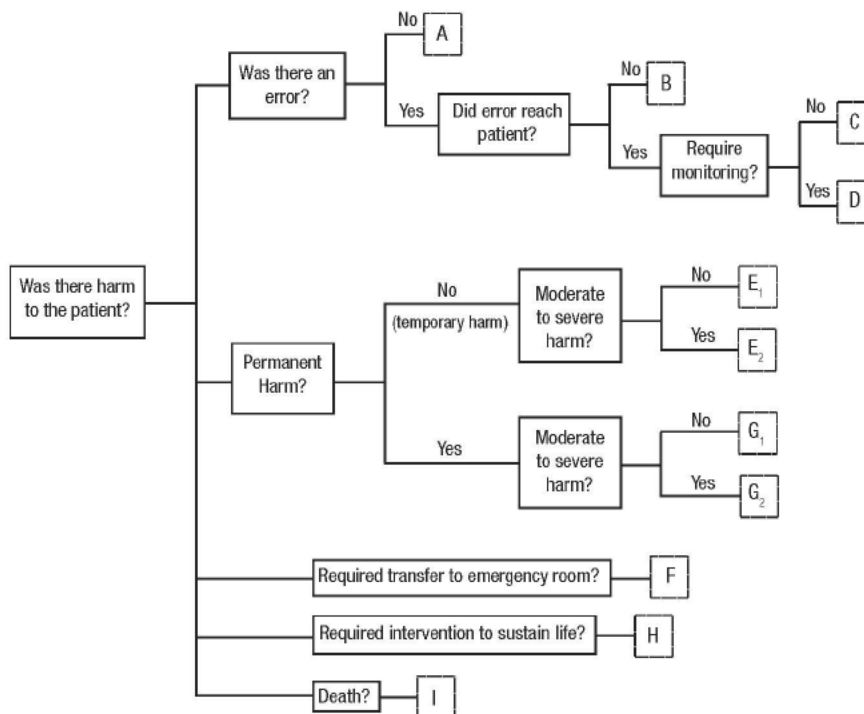 No
A
Was there an
error?
Yes
Did error reach
patient?
No
B
Yes
Require
monitoring?
No
C
Yes
D
Was there harm
to the patient?
Permanent
Harm?
No
(temporary harm)
Moderate
to severe
harm?
No
E₁
Yes
E₂
Yes
Moderate
to severe
harm?
No
G₁
Yes
G₂
Required transfer to emergency room?
F
Required intervention to sustain life?
H
Death?
I